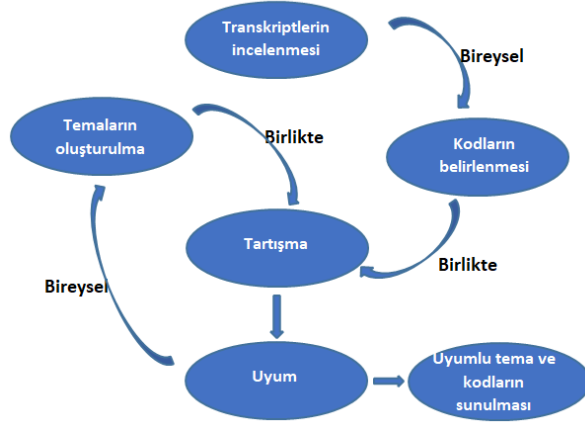 Transkriptlerin
incelenmesi
Bireysel
Temaların
oluşturulma
Birlikte
Kodların
belirlenmesi
Tartışma
Birlikte
Bireysel
Uyum
Uyumlu tema ve
kodların
sunulması